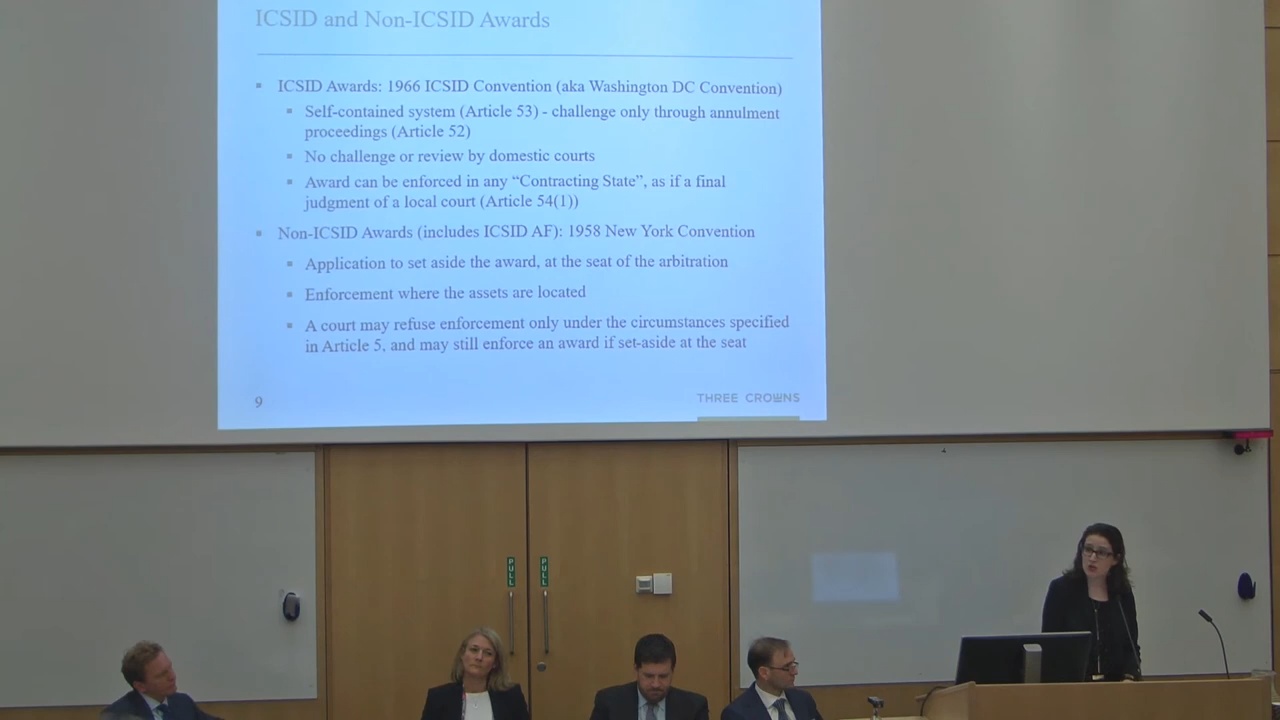 ICSID and Non-ICSID Awards
ICSID Awards: 1966 ICSID Convention (aka Washington DC Convention)
Self-contained system (Article 53) - challenge only through annulment
proceedings (Article 52)
No challenge or review by domestic courts
Award can be enforced in any “Contracting State”, as if a final
judgment of a local court (Article 54(1))
Non-ICSID Awards (includes ICSID AF): 1958 New York Convention
Application to set aside the award, at the seat of the arbitration
Enforcement where the assets are located
A court may refuse enforcement only under the circumstances specified
in Article 5, and may still enforce an award if set-aside at the seat
9
THREE CROWNS
PULL
PULL